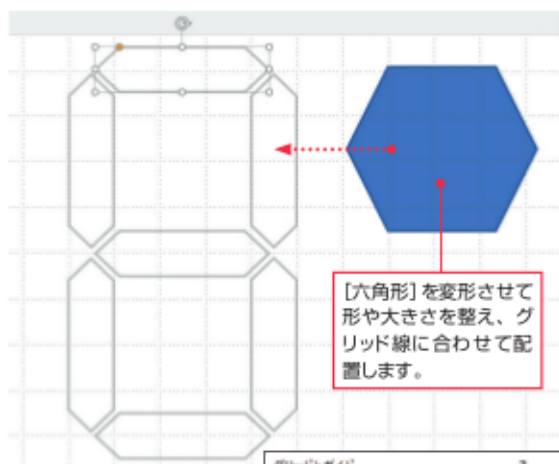 [六角形]を変形させて
形や大きさを整え、グ
リッド線に合わせて配
置します。